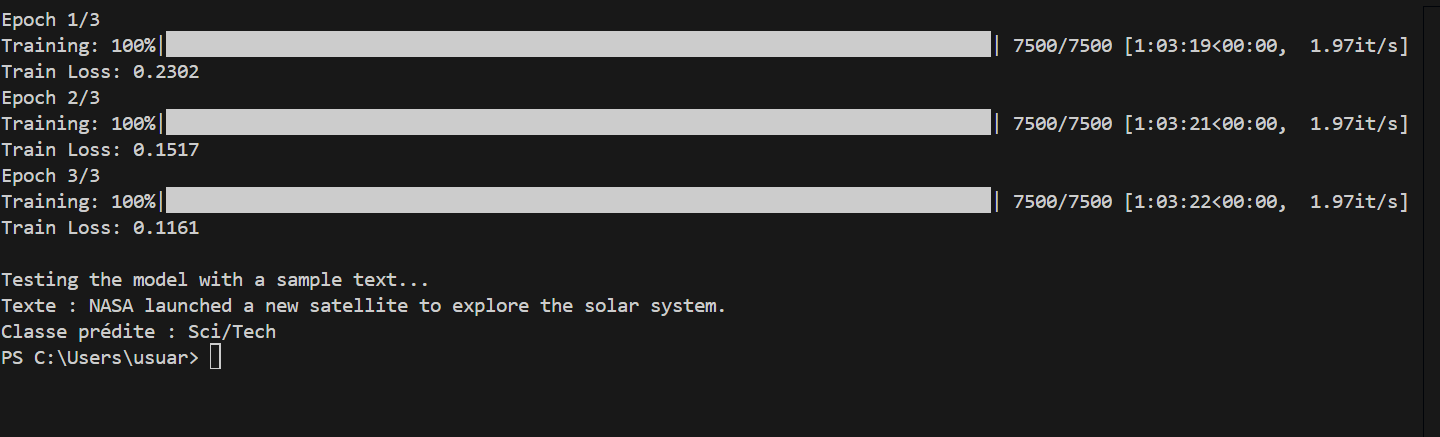 Epoch 1/3
Training: 100%|██████████| 7500/7500 [1:03:19<00:00,  1.97it/s]
Train Loss: 0.2302
Epoch 2/3
Training: 100%|██████████| 7500/7500 [1:03:21<00:00,  1.97it/s]
Train Loss: 0.1517
Epoch 3/3
Training: 100%|██████████| 7500/7500 [1:03:22<00:00,  1.97it/s]
Train Loss: 0.1161
Testing the model with a sample text...
Texte : NASA launched a new satellite to explore the solar system.
Classe prédite : Sci/Tech
PS C:\Users\usuar>